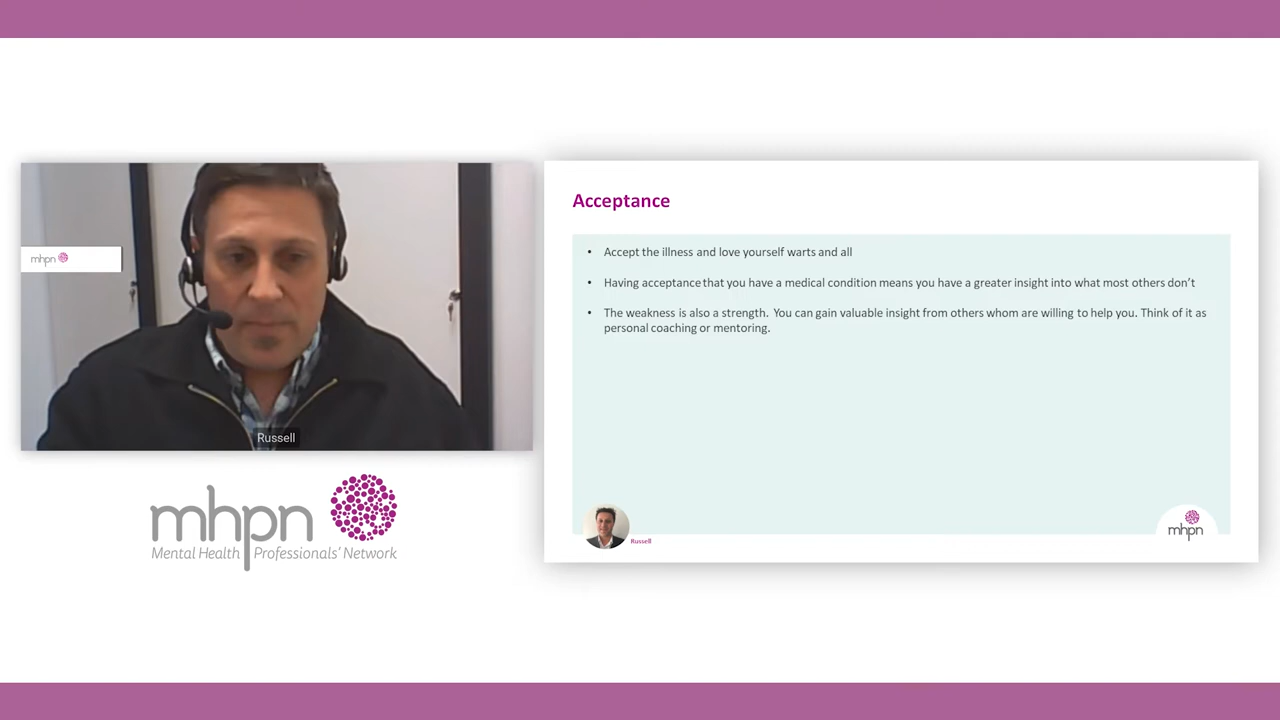 mhpn
Russell
mhpn
Mental Health Professionals' Network
Acceptance
• Accept the illness and love yourself warts and all
• Having acceptance that you have a medical condition means you have a greater insight into what most others don't
• The weakness is also a strength. You can gain valuable insight from others whom are willing to help you. Think of it as
personal coaching or mentoring.
Russell
mhpn